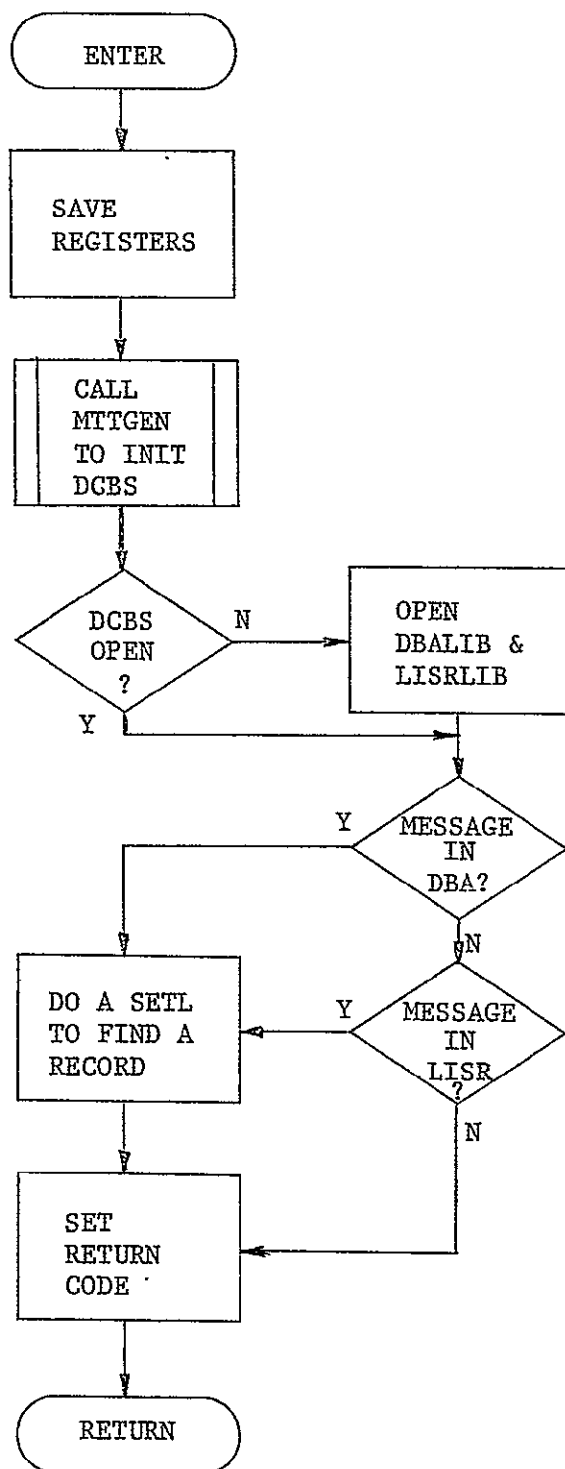 ENTER
SAVE
REGISTERS
CALL
MTTGEN
TO INIT
DCBS
DCBS
OPEN
?
N
Y
OPEN
DBALIB &
LISRLIB
MESSAGE
IN
DBA?
Y
N
MESSAGE
IN
LISR
?
Y
N
DO A SETL
TO FIND A
RECORD
SET
RETURN
CODE
RETURN